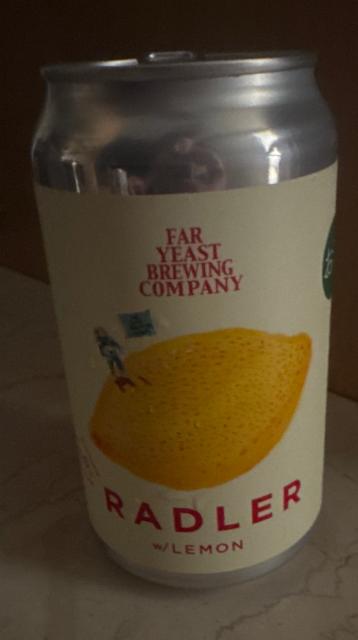 FAR
YEAST
BREWING
COMPANY
RADLER
w/LEMON